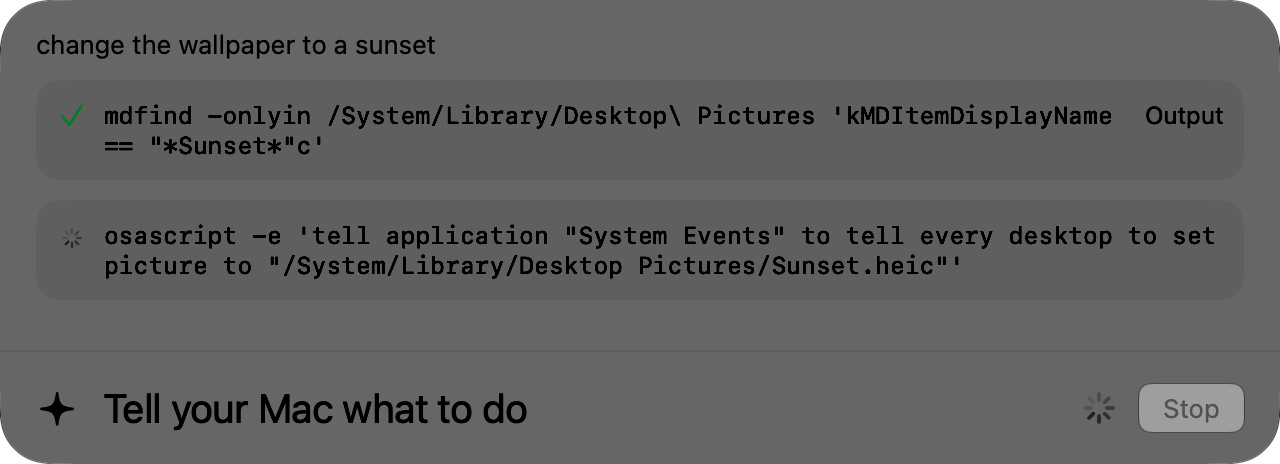 change the wallpaper to a sunset
mdfind -onlyin /System/Library/Desktop\ Pictures 'kMDItemDisplayName Output
== "*Sunset*"c'
osascript -e 'tell application "System Events" to tell every desktop to set
picture to "/System/Library/Desktop Pictures/Sunset.heic"'
Tell your Mac what to do Stop